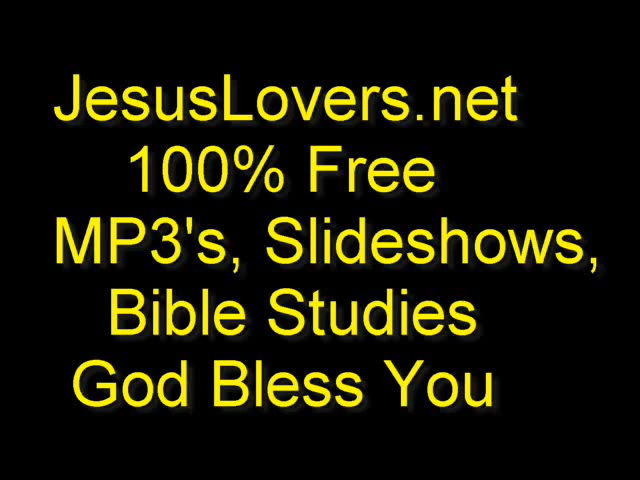 JesusLovers.net
100% Free
MP3's, Slideshows,
Bible Studies
God Bless You